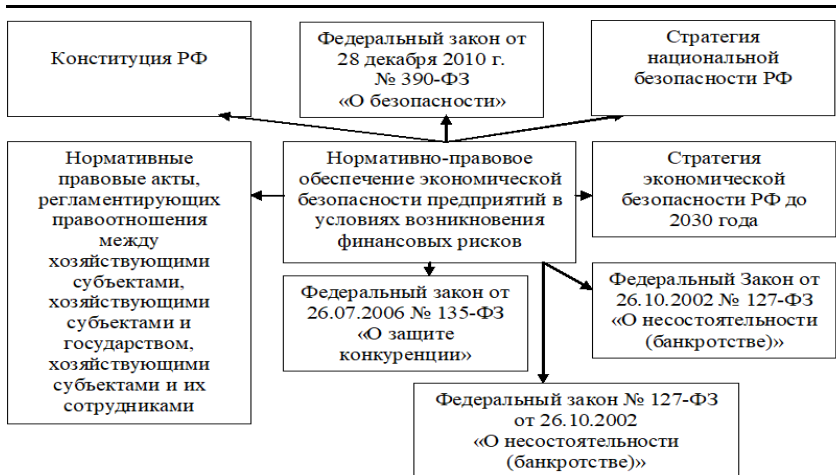 Конституция РФ
Федеральный закон от
28 декабря 2010 г.
№ 390-ФЗ
«О безопасности»
Стратегия
национальной
безопасности РФ
Нормативные
правовые акты,
регламентирующих
правоотношения
между
хозяйствующими
субъектами,
хозяйствующими
субъектами и
государством,
хозяйствующими
субъектами и их
сотрудниками
Нормативно-правовое
обеспечение экономической
безопасности предприятий в
условиях возникновения
финансовых рисков
Стратегия
экономической
безопасности РФ до
2030 года
Федеральный закон от
26.07.2006 № 135-ФЗ
«О защите
конкуренции»
Федеральный Закон от
26.10.2002 № 127-ФЗ
«О несостоятельности
(банкротстве)»
Федеральный закон № 127-ФЗ
от 26.10.2002
«О несостоятельности
(банкротстве)»